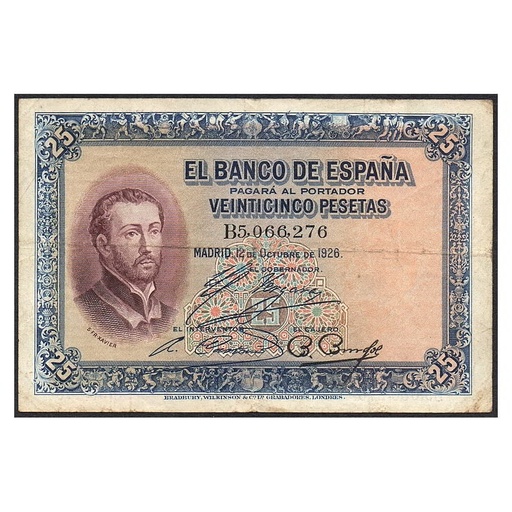 25 25
EL BANCO DE ESPAÑA
PAGARÁ AL PORTADOR
VEINTICINCO PESETAS
B5,066,276
MADRID, 12 DE OCTUBRE DE 1926.
EL GOBERNADOR.
25
EL INTERVENTOR EL CAJERO
S. FR. XAVIER
25 25
BRADBURY, WILKINSON & Cº Lᴰ GRABADORES, LONDRES.